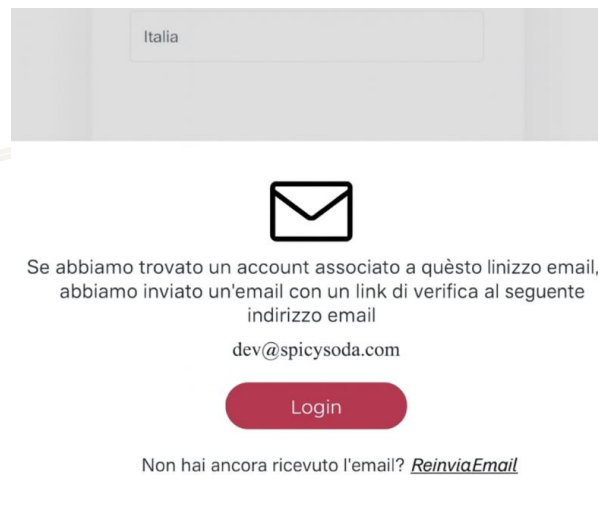 Italia
Se abbiamo trovato un account associato a quèsto linizzo email,
abbiamo inviato un'email con un link di verifica al seguente
indirizzo email
dev@spicysoda.com
Login
Non hai ancora ricevuto l'email? ReinviaEmail